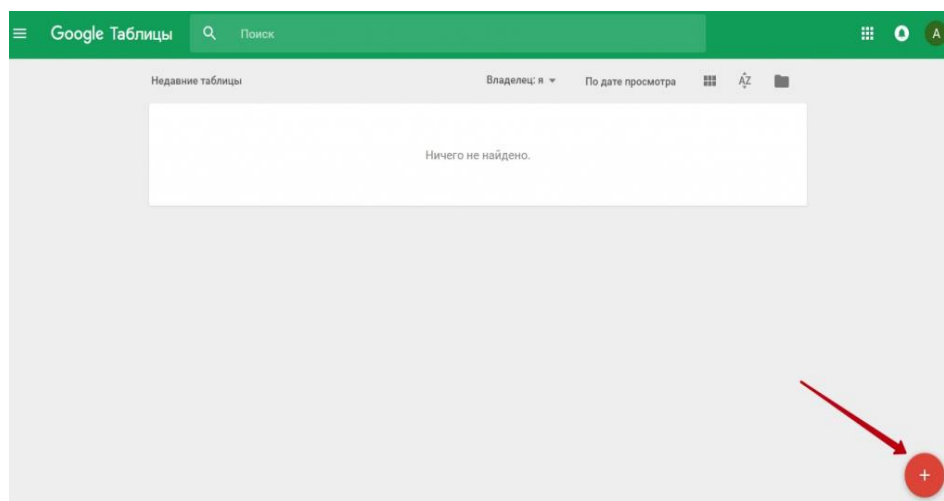 Google Таблицы
Поиск
A
Недавние таблицы
Владелец: я
По дате просмотра
AZ
Ничего не найдено.
+